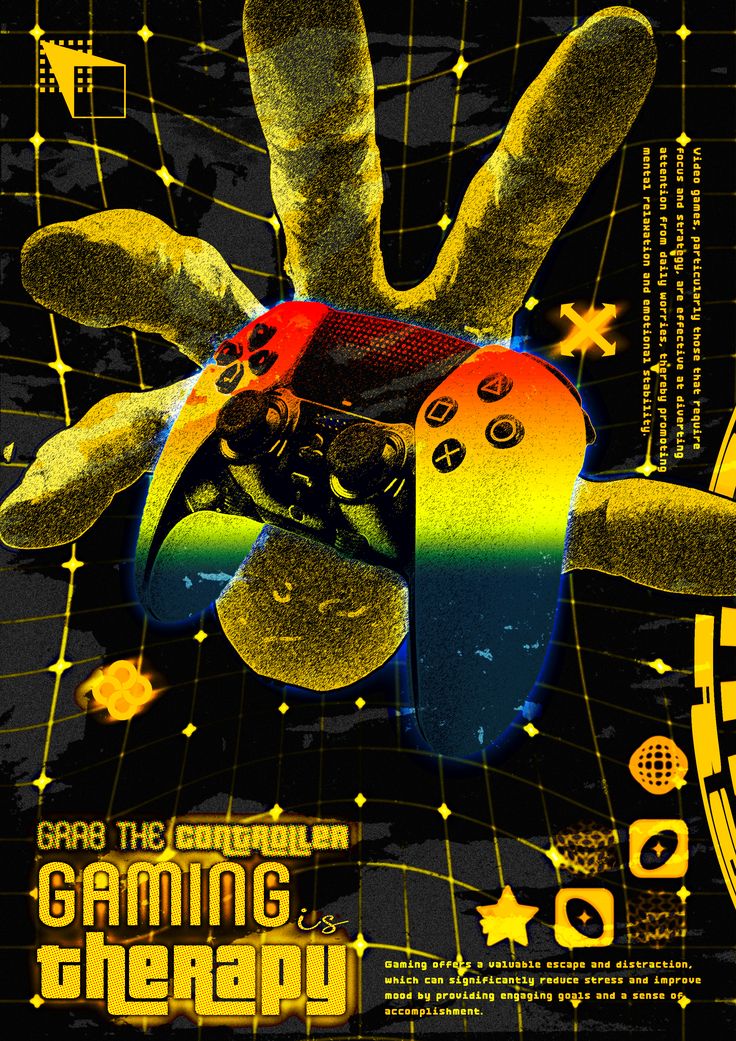 Video games, particularly those that require
focus and strategy, are effective at diverting
attention from daily worries, thereby promoting
mental relaxation and emotional stability.
GRAB THE CONTROLLER
GAMING is
theRapy
Gaming offers a valuable escape and distraction,
which can significantly reduce stress and improve
mood by providing engaging goals and a sense of
accomplishment.